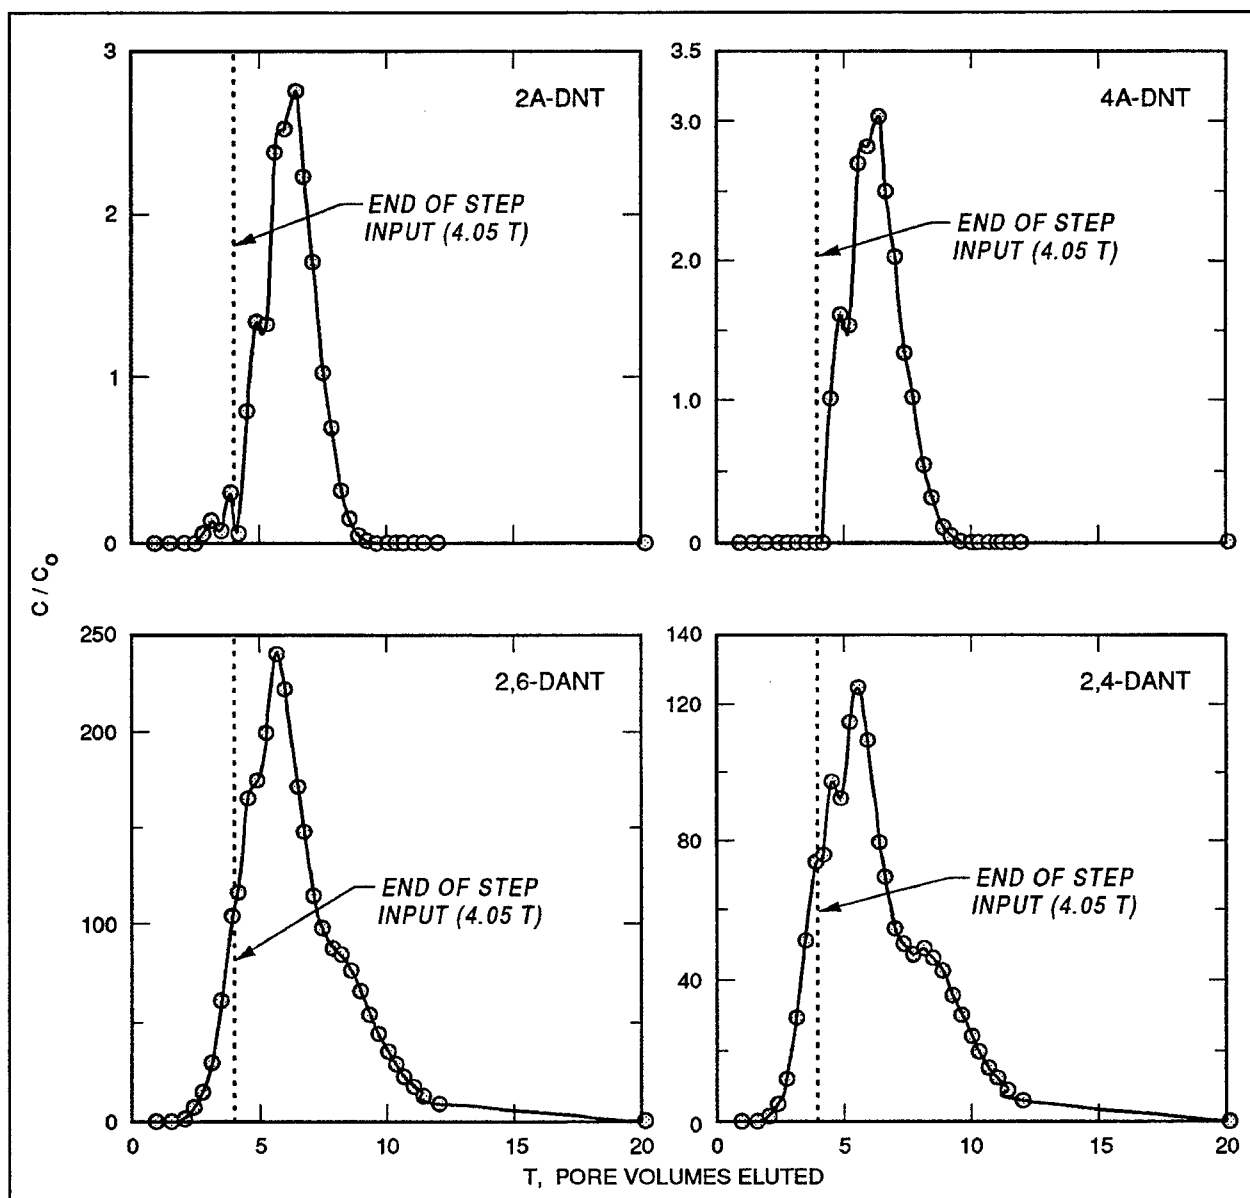 3
2
1
0
2A-DNT
END OF STEP
INPUT (4.05 T)
3.5
3.0
2.0
1.0
0
4A-DNT
END OF STEP
INPUT (4.05 T)
C / Co
250
200
100
0
2,6-DANT
END OF STEP
INPUT (4.05 T)
0 5 10 15 20
140
120
80
40
0
2,4-DANT
END OF STEP
INPUT (4.05 T)
0 5 10 15 20
T, PORE VOLUMES ELUTED